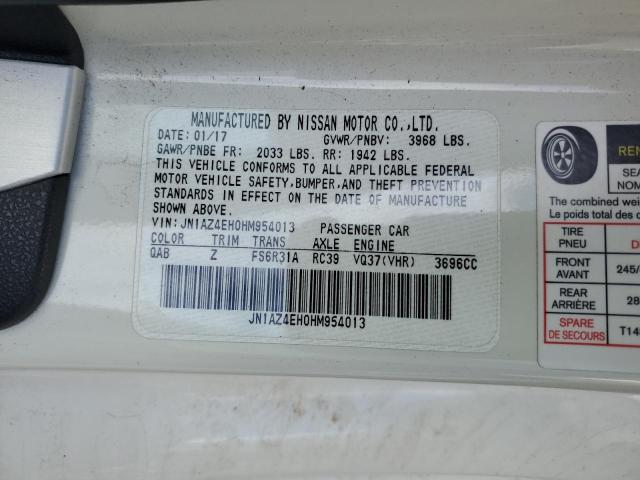 MANUFACTURED BY NISSAN MOTOR CO.,LTD.
DATE: 01/17 GVWR/PNBV: 3968 LBS.
GAWR/PNBE FR: 2033 LBS. RR: 1942 LBS.
THIS VEHICLE CONFORMS TO ALL APPLICABLE FEDERAL
MOTOR VEHICLE SAFETY,BUMPER,AND THEFT PREVENTION
STANDARDS IN EFFECT ON THE DATE OF MANUFACTURE
SHOWN ABOVE.
VIN: JN1AZ4EH0HM954013 PASSENGER CAR
COLOR TRIM TRANS AXLE ENGINE
QAB Z FS6R31A RC39 VQ37(VHR) 3696CC
JN1AZ4EH0HM954013
The combined
Le poids total des
TIRE
PNEU
FRONT
AVANT
245/
REAR
ARRIÈRE
28
SPARE
DE SECOURS